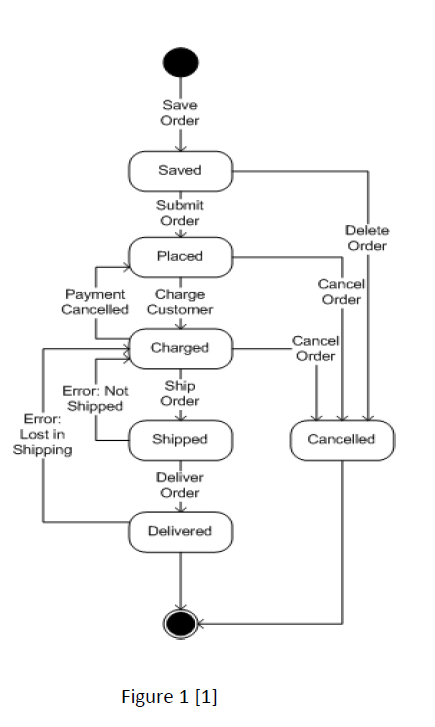 Save
Order
Saved
Submit
Order
Delete
Order
Placed
Cancel
Order
Payment
Cancelled
Charge
Customer
Cancel
Order
Charged
Error: Not
Shipped
Ship
Order
Error:
Lost in
Shipping
Shipped
Cancelled
Deliver
Order
Delivered
Figure 1 [1]